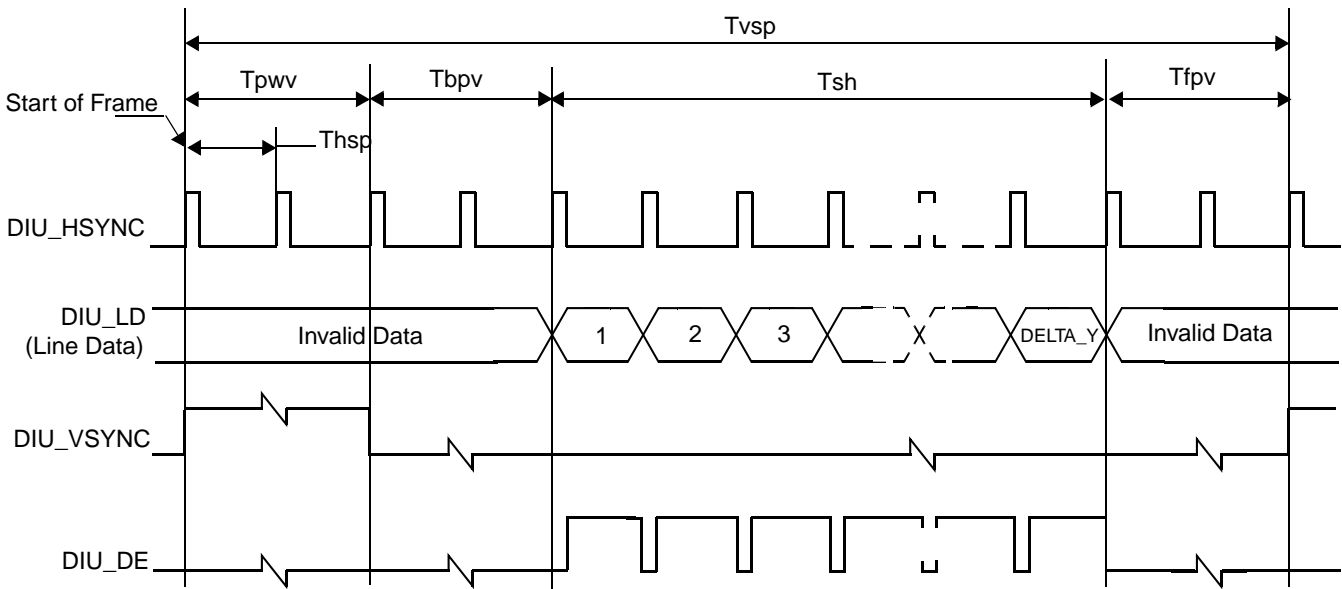 Tvsp
Tpwv Tbpv Tsh Tfpv
Start of Frame
Thsp
DIU_HSYNC
DIU_LD
(Line Data)
Invalid Data 1 2 3 DELTA_Y Invalid Data
DIU_VSYNC
DIU_DE